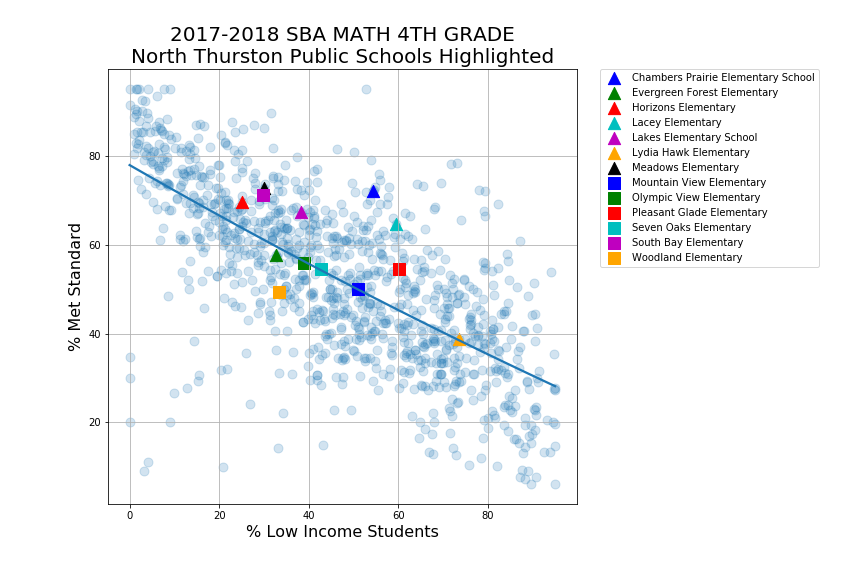 2017-2018 SBA MATH 4TH GRADE
North Thurston Public Schools Highlighted
% Met Standard
80
60
40
20
0
20
40
60
80
% Low Income Students
Chambers Prairie Elementary School
Evergreen Forest Elementary
Horizons Elementary
Lacey Elementary
Lakes Elementary School
Lydia Hawk Elementary
Meadows Elementary
Mountain View Elementary
Olympic View Elementary
Pleasant Glade Elementary
Seven Oaks Elementary
South Bay Elementary
Woodland Elementary